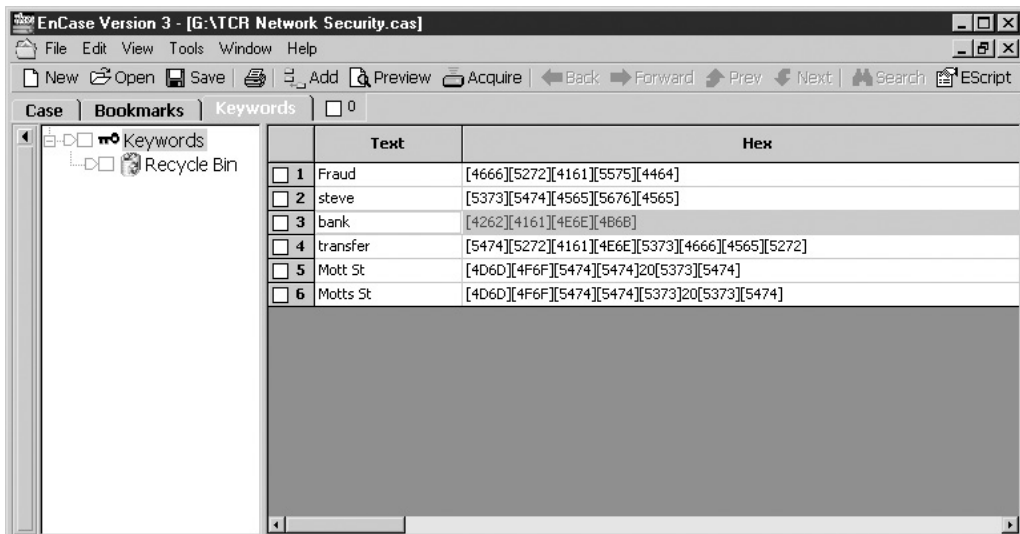 EnCase Version 3 - [G:\TCR Network Security.cas]
File Edit View Tools Window Help
New Open Save Add Preview Acquire Back Forward Prev Next Search EScript
Case Bookmarks Keywords 0
Keywords
Recycle Bin
Text Hex
1 Fraud [4666][5272][4161][5575][4464]
2 steve [5373][5474][4565][5676][4565]
3 bank [4262][4161][4E6E][4B6B]
4 transfer [5474][5272][4161][4E6E][5373][4666][4565][5272]
5 Mott St [4D6D][4F6F][5474][5474]20[5373][5474]
6 Motts St [4D6D][4F6F][5474][5474][5373]20[5373][5474]